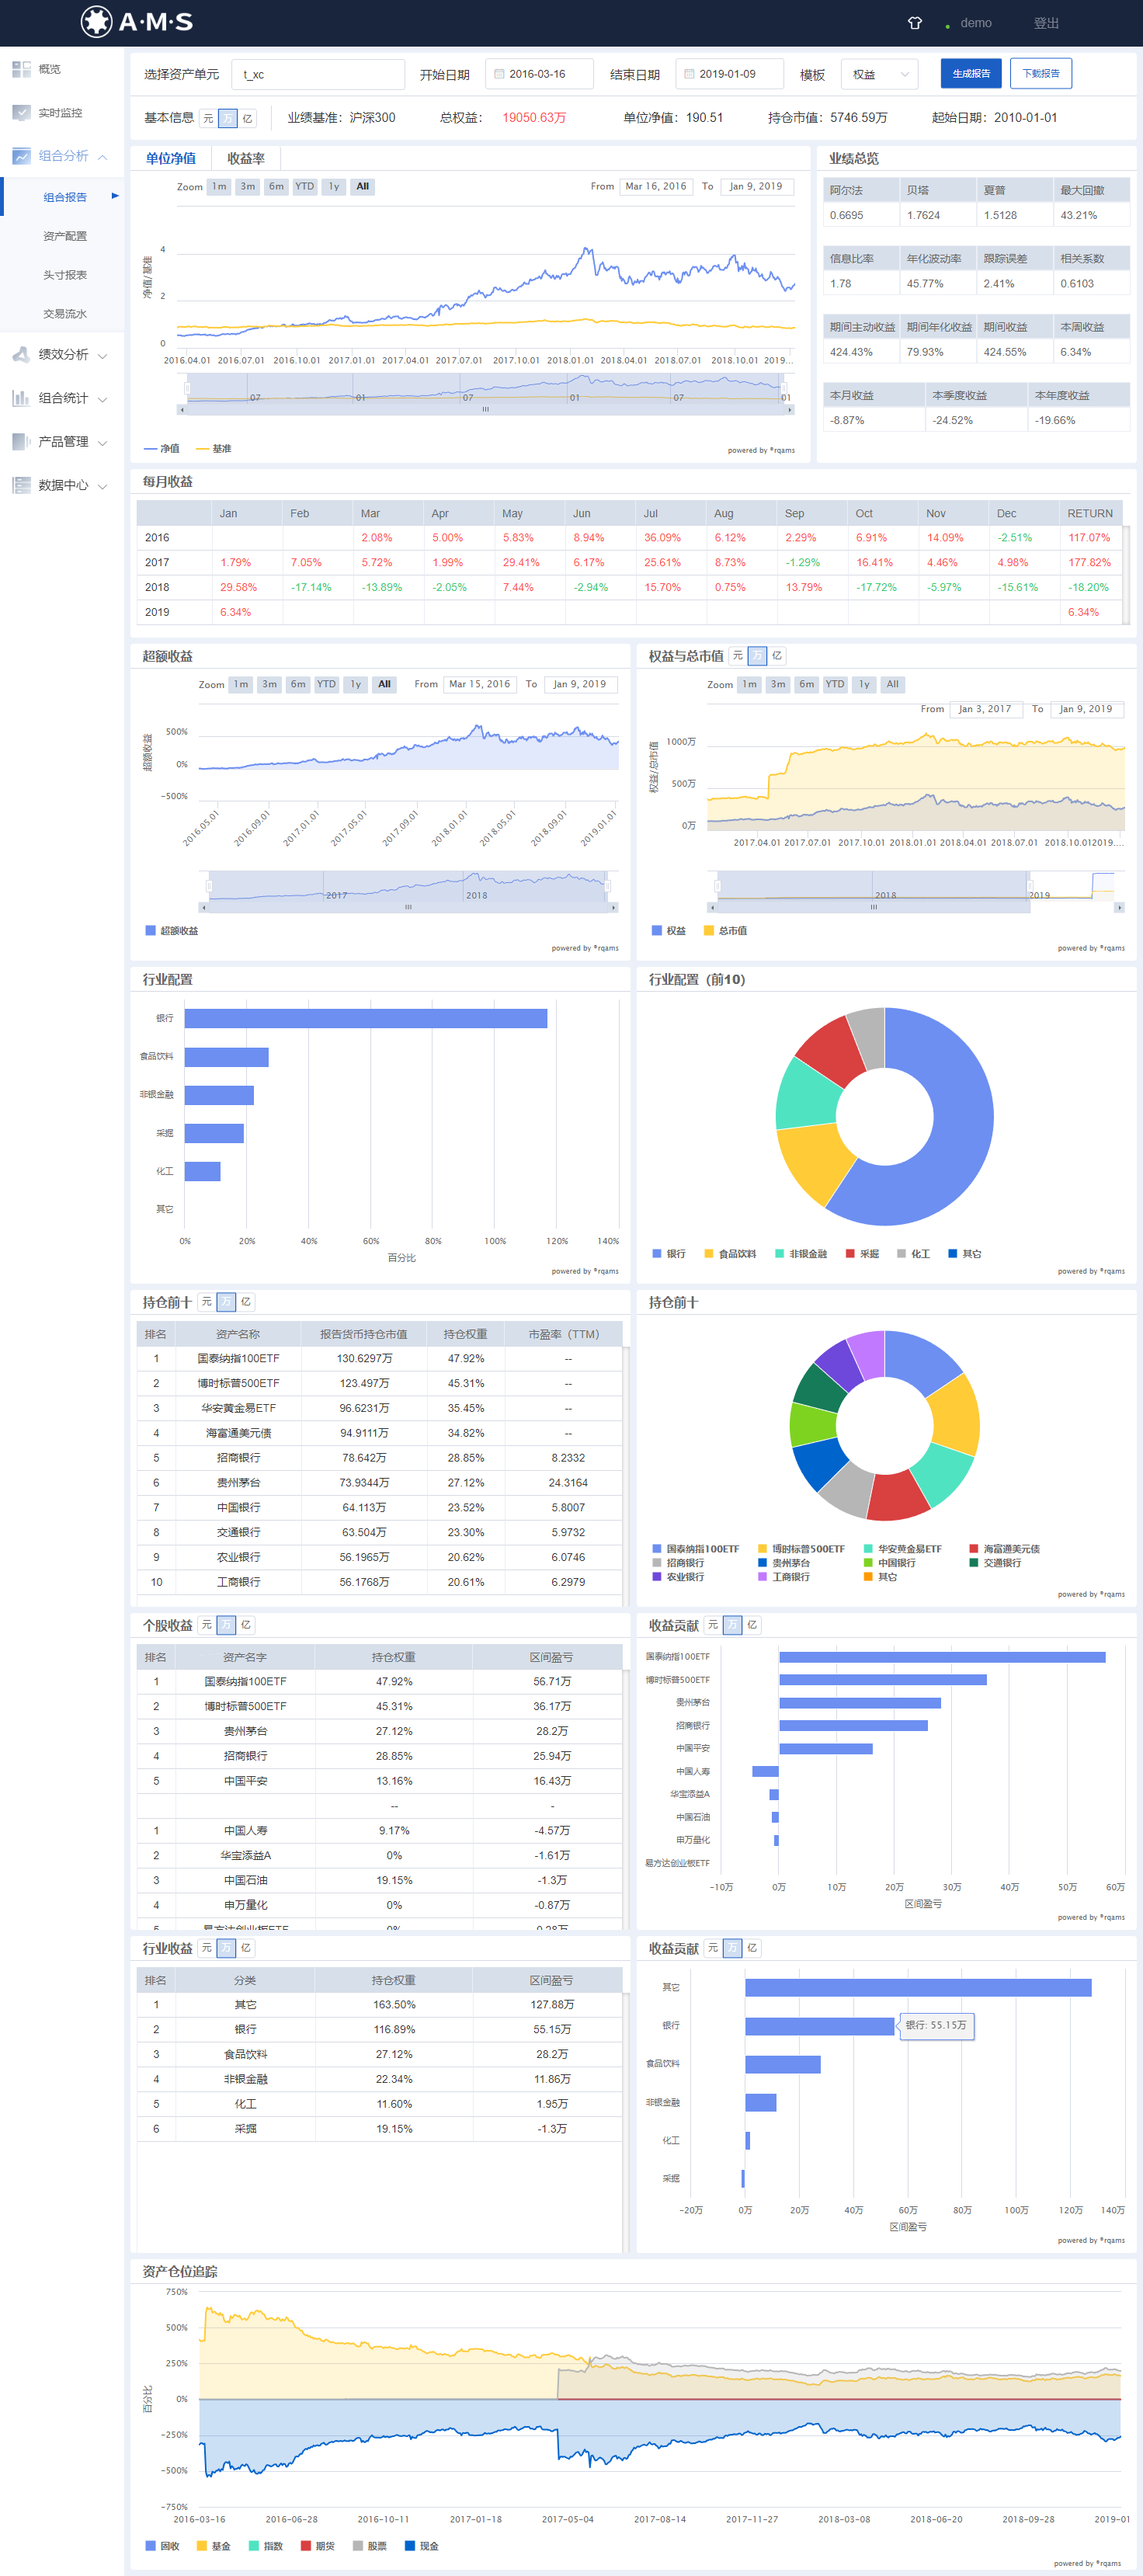 A·M·S
demo 登出
概览
实时监控
组合分析
组合报告
资产配置
头寸报表
交易流水
绩效分析
组合统计
产品管理
数据中心
选择资产单元 t_xc 开始日期 2016-03-16 结束日期 2019-01-09 模板 权益 生成报告 下载报告
基本信息 元 万 亿 业绩基准：沪深300 总权益： 19050.63万 单位净值：190.51 持仓市值：5746.59万 起始日期：2010-01-01
单位净值 收益率
Zoom 1m 3m 6m YTD 1y All From Mar 16, 2016 To Jan 9, 2019
净值/基准
4
2
0
2016.04.01 2016.07.01 2016.10.01 2017.01.01 2017.04.01 2017.07.01 2017.10.01 2018.01.01 2018.04.01 2018.07.01 2018.10.01 2019...
07 01 07 01 07 01
净值 基准
powered by *rqams
业绩总览
阿尔法 贝塔 夏普 最大回撤
0.6695 1.7624 1.5128 43.21%
信息比率 年化波动率 跟踪误差 相关系数
1.78 45.77% 2.41% 0.6103
期间主动收益 期间年化收益 期间收益 本周收益
424.43% 79.93% 424.55% 6.34%
本月收益 本季度收益 本年度收益
-8.87% -24.52% -19.66%
每月收益
Jan Feb Mar Apr May Jun Jul Aug Sep Oct Nov Dec RETURN
2016 2.08% 5.00% 5.83% 8.94% 36.09% 6.12% 2.29% 6.91% 14.09% -2.51% 117.07%
2017 1.79% 7.05% 5.72% 1.99% 29.41% 6.17% 25.61% 8.73% -1.29% 16.41% 4.46% 4.98% 177.82%
2018 29.58% -17.14% -13.89% -2.05% 7.44% -2.94% 15.70% 0.75% 13.79% -17.72% -5.97% -15.61% -18.20%
2019 6.34% 6.34%
超额收益
Zoom 1m 3m 6m YTD 1y All From Mar 15, 2016 To Jan 9, 2019
超额收益
500%
0%
-500%
2016.05.01 2016.09.01 2017.01.01 2017.05.01 2017.09.01 2018.01.01 2018.05.01 2018.09.01 2019.01.01
2017 2018
超额收益
powered by *rqams
权益与总市值 元 万 亿
Zoom 1m 3m 6m YTD 1y All
From Jan 3, 2017 To Jan 9, 2019
权益/总市值
1000万
500万
0万
2017.04.01 2017.07.01 2017.10.01 2018.01.01 2018.04.01 2018.07.01 2018.10.01 2019....
2018 2019
权益 总市值
powered by *rqams
行业配置
银行
食品饮料
非银金融
采掘
化工
其它
0% 20% 40% 60% 80% 100% 120% 140%
百分比
powered by *rqams
行业配置（前10）
银行 食品饮料 非银金融 采掘 化工 其它
powered by *rqams
持仓前十 元 万 亿
排名 资产名称 报告货币持仓市值 持仓权重 市盈率（TTM）
1 国泰纳指100ETF 130.6297万 47.92% --
2 博时标普500ETF 123.497万 45.31% --
3 华安黄金易ETF 96.6231万 35.45% --
4 海富通美元债 94.9111万 34.82% --
5 招商银行 78.642万 28.85% 8.2332
6 贵州茅台 73.9344万 27.12% 24.3164
7 中国银行 64.113万 23.52% 5.8007
8 交通银行 63.504万 23.30% 5.9732
9 农业银行 56.1965万 20.62% 6.0746
10 工商银行 56.1768万 20.61% 6.2979
持仓前十
国泰纳指100ETF 博时标普500ETF 华安黄金易ETF 海富通美元债
招商银行 贵州茅台 中国银行 交通银行
农业银行 工商银行 其它
powered by *rqams
个股收益 元 万 亿
排名 资产名字 持仓权重 区间盈亏
1 国泰纳指100ETF 47.92% 56.71万
2 博时标普500ETF 45.31% 36.17万
3 贵州茅台 27.12% 28.2万
4 招商银行 28.85% 25.94万
5 中国平安 13.16% 16.43万
-- -
1 中国人寿 9.17% -4.57万
2 华宝添益A 0% -1.61万
3 中国石油 19.15% -1.3万
4 申万量化 0% -0.87万
5 易方达创业板ETF 0% 0.28万
收益贡献 元 万 亿
国泰纳指100ETF
博时标普500ETF
贵州茅台
招商银行
中国平安
中国人寿
华宝添益A
中国石油
申万量化
易方达创业板ETF
-10万 0万 10万 20万 30万 40万 50万 60万
区间盈亏
powered by *rqams
行业收益 元 万 亿
排名 分类 持仓权重 区间盈亏
1 其它 163.50% 127.88万
2 银行 116.89% 55.15万
3 食品饮料 27.12% 28.2万
4 非银金融 22.34% 11.86万
5 化工 11.60% 1.95万
6 采掘 19.15% -1.3万
收益贡献 元 万 亿
其它
银行
银行: 55.15万
食品饮料
非银金融
化工
采掘
-20万 0万 20万 40万 60万 80万 100万 120万 140万
区间盈亏
powered by *rqams
资产仓位追踪
百分比
750%
500%
250%
0%
-250%
-500%
-750%
2016-03-16 2016-06-28 2016-10-11 2017-01-18 2017-05-04 2017-08-14 2017-11-27 2018-03-08 2018-06-20 2018-09-28 2019-01
固收 基金 指数 期货 股票 现金
powered by *rqams